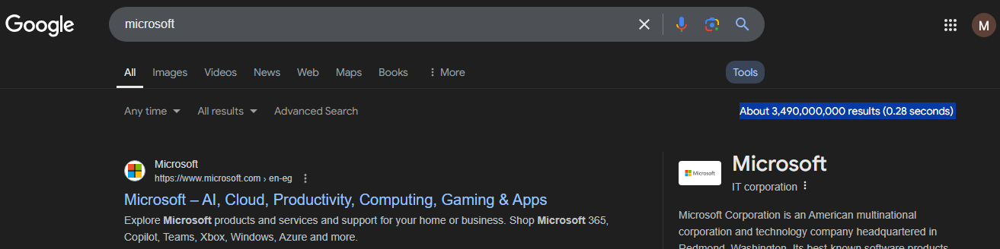 Google
microsoft
M
All Images Videos News Web Maps Books More
Tools
Any time All results Advanced Search
About 3,490,000,000 results (0.28 seconds)
Microsoft
https://www.microsoft.com › en-eg
Microsoft – AI, Cloud, Productivity, Computing, Gaming & Apps
Explore Microsoft products and services and support for your home or business. Shop Microsoft 365,
Copilot, Teams, Xbox, Windows, Azure and more.
Microsoft
Microsoft
IT corporation
Microsoft Corporation is an American multinational
corporation and technology company headquartered in
Redmond, Washington. Its best-known software products